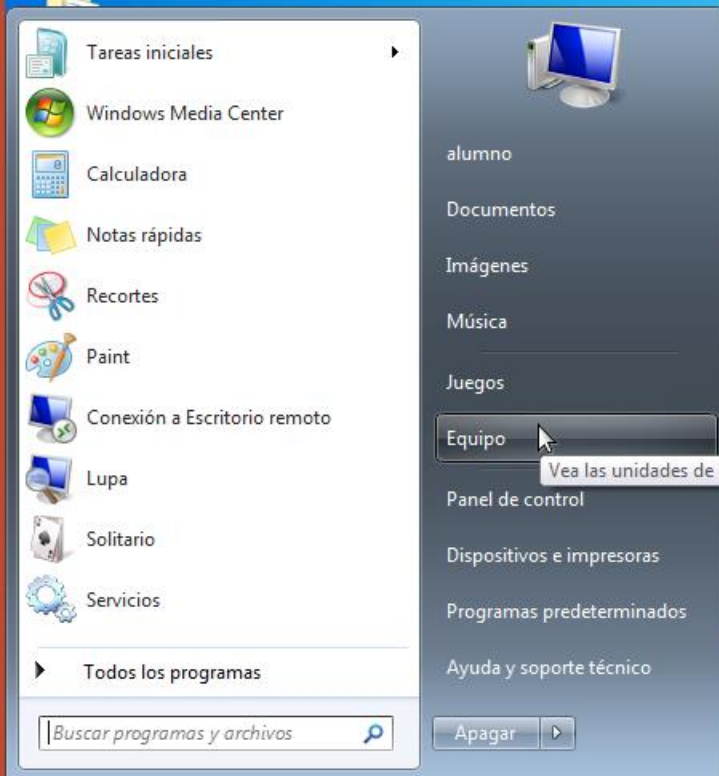 Tareas iniciales
Windows Media Center
Calculadora
Notas rápidas
Recortes
Paint
Conexión a Escritorio remoto
Lupa
Solitario
Servicios
Todos los programas
Buscar programas y archivos
alumno
Documentos
Imágenes
Música
Juegos
Equipo
Vea las unidades de
Panel de control
Dispositivos e impresoras
Programas predeterminados
Ayuda y soporte técnico
Apagar